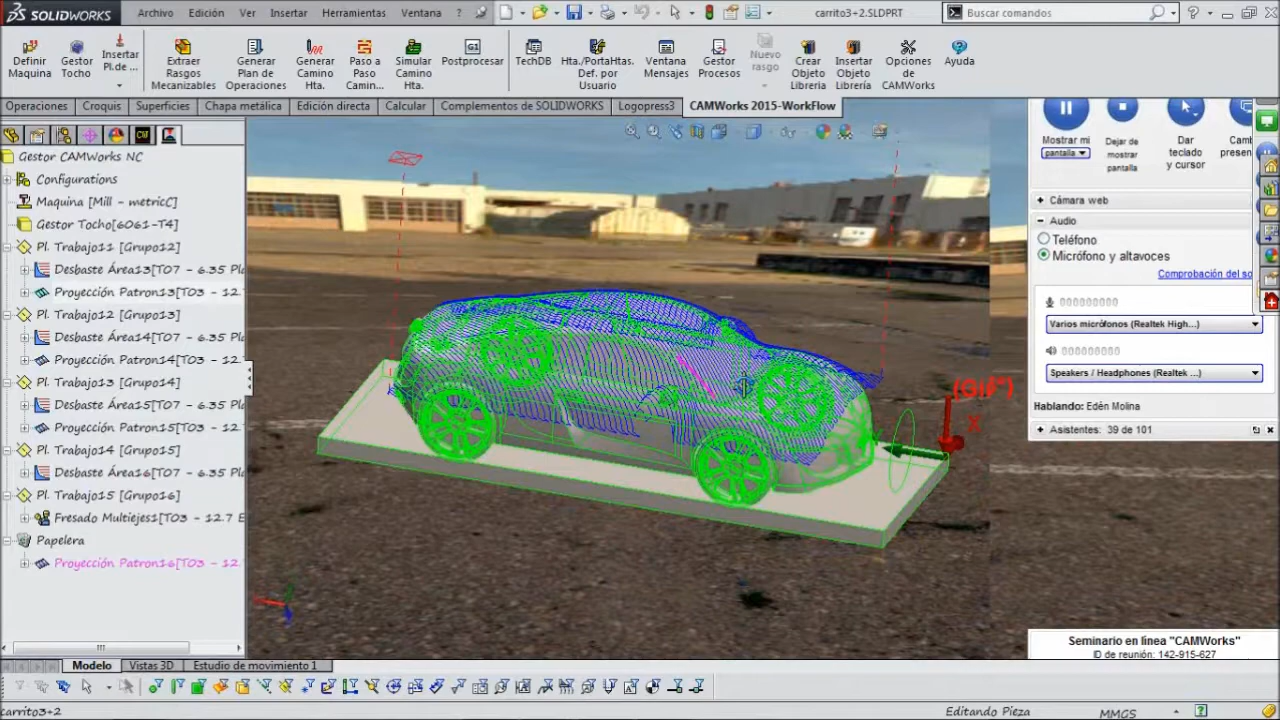 SOLIDWORKS
Archivo Edición Ver Insertar Herramientas Ventana ?
carrito3+2.SLDPRT
Buscar comandos
Definir Maquina
Gestor Tocho
Insertar Pl.de ...
Extraer Rasgos Mecanizables
Generar Plan de Operaciones
Generar Camino Hta.
Paso a Paso Camin...
Simular Camino Hta.
G1
Postprocesar
TechDB
Hta./PortaHtas. Def. por Usuario
Ventana Mensajes
Gestor Procesos
Nuevo rasgo
Crear Objeto Libreria
Insertar Objeto Libreria
Opciones de CAMWorks
Ayuda
Operaciones Croquis Superficies Chapa metálica Edición directa Calcular Complementos de SOLIDWORKS Logopress3 CAMWorks 2015-WorkFlow
Gestor CAMWorks NC
Configurations
Maquina [Mill - metricC]
Gestor Tocho[6061-T4]
Pl. Trabajo11 [Grupo12]
Desbaste Área13[T07 - 6.35 Pl
Proyección Patron13[T03 - 12.7
Pl. Trabajo12 [Grupo13]
Desbaste Área14[T07 - 6.35 Pl
Proyección Patron14[T03 - 12.
Pl. Trabajo13 [Grupo14]
Desbaste Área15[T07 - 6.35 Pl
Proyección Patron15[T03 - 12.
Pl. Trabajo14 [Grupo15]
Desbaste Área16[T07 - 6.35 Pl
Pl. Trabajo15 [Grupo16]
Fresado Multiejes1[T03 - 12.7 E
Papelera
Proyección Patron16[T03 - 12.
X
Mostrar mi
pantalla
Dejar de mostrar pantalla
Dar teclado y cursor
Cam
presen
Cámara web
Audio
Teléfono
Micrófono y altavoces
Comprobación del so
Varios micrófonos (Realtek High...)
Speakers / Headphones (Realtek ...)
Hablando: Edén Molina
Asistentes: 39 de 101
Seminario en línea "CAMWorks"
ID de reunión: 142-915-627
Modelo Vistas 3D Estudio de movimiento 1
carrito3+2
Editando Pieza
MMGS